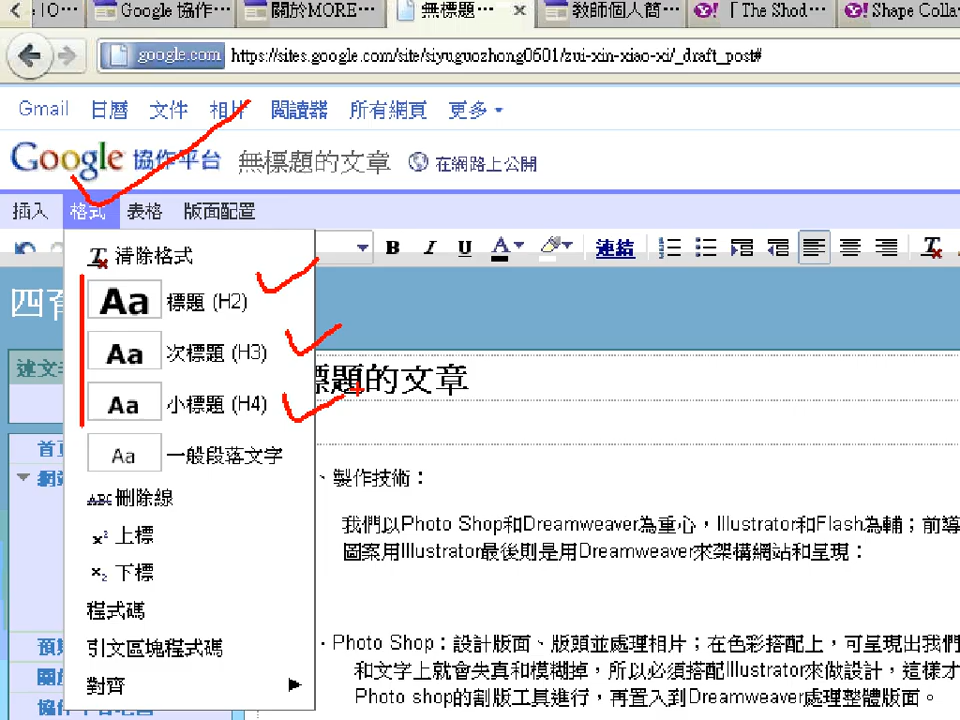 Google 協作…
關於MORE…
無標題…
教師個人簡…
「The Shod…
Shape Colla
google.com https://sites.google.com/site/siyuguozhong0601/zui-xin-xiao-xi/_draft_post#
Gmail 日曆 文件 相片 閱讀器 所有網頁 更多
Google 協作平台 無標題的文章 在網路上公開
插入 格式 表格 版面配置
B I U A 連結
清除格式
Aa 標題 (H2)
Aa 次標題 (H3)
標題的文章
Aa 小標題 (H4)
Aa 一般段落文字
首頁
、製作技術：
ABC 刪除線
我們以Photo Shop和Dreamweaver為重心，Illustrator和Flash為輔；前導
x² 上標
圖案用Illustrator最後則是用Dreamweaver來架構網站和呈現：
x₂ 下標
程式碼
引文區塊程式碼
．Photo Shop：設計版面、版頭並處理相片；在色彩搭配上，可呈現出我們
和文字上就會失真和模糊掉，所以必須搭配Illustrator來做設計，這樣才
對齊
Photo shop的割版工具進行，再置入到Dreamweaver處理整體版面。